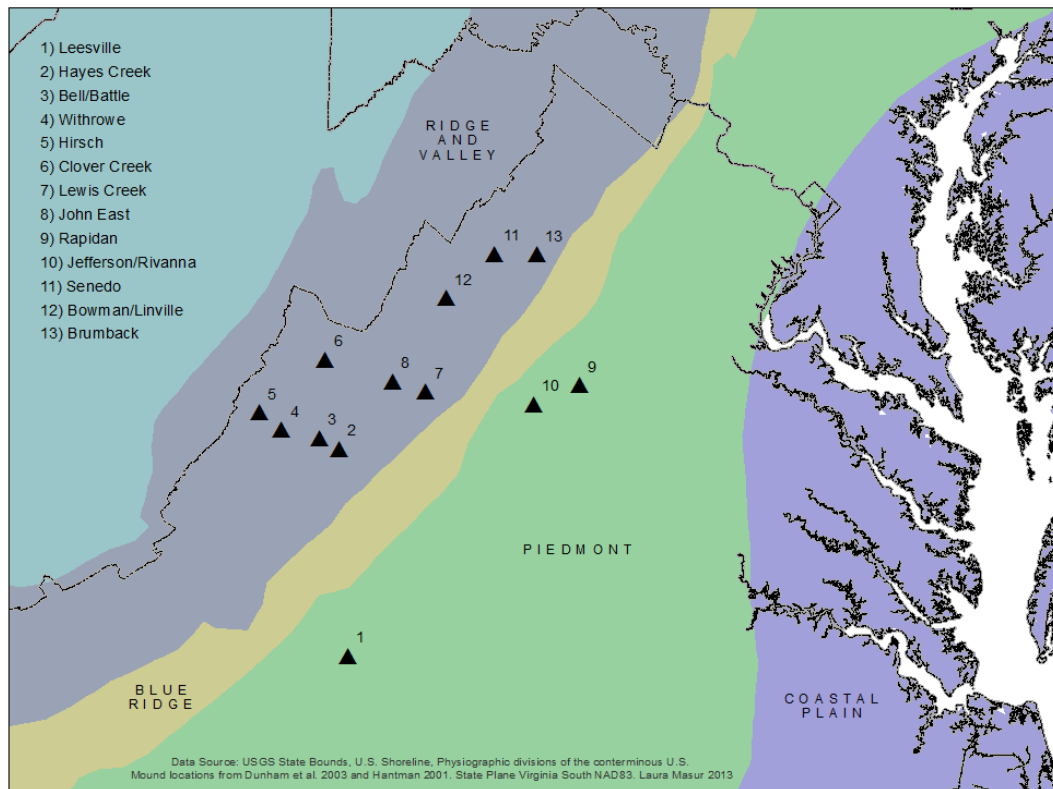 1) Leesville
2) Hayes Creek
3) Bell/Battle
4) Withrowe
5) Hirsch
6) Clover Creek
7) Lewis Creek
8) John East
9) Rapidan
10) Jefferson/Rivanna
11) Senedo
12) Bowman/Linville
13) Brumback
RIDGE
AND
VALLEY
11
13
12
6
8
7
9
10
5
4
3
2
PIEDMONT
1
BLUE
RIDGE
COASTAL
PLAIN
Data Source: USGS State Bounds, U.S. Shoreline, Physiographic divisions of the conterminous U.S.
Mound locations from Dunham et al. 2003 and Hantman 2001. State Plane Virginia South NAD83. Laura Masur 2013